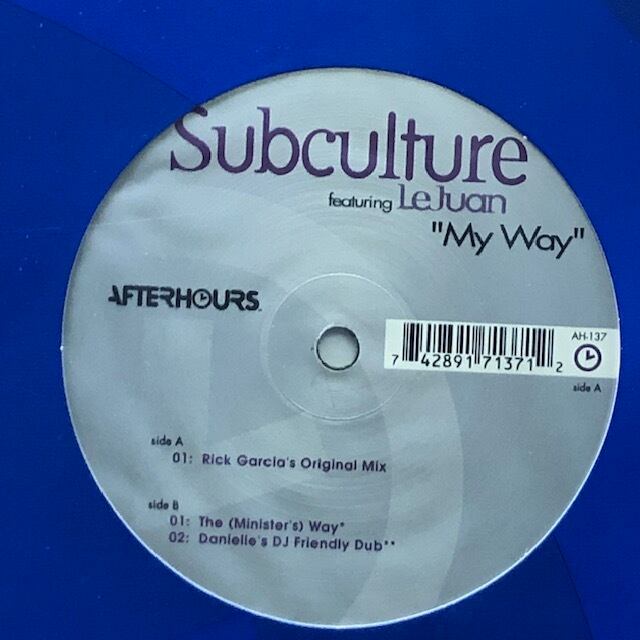 Subculture
featuring LeJuan
"My Way"
AFTERHOURS
AH-137
7 42891 71371 2
side A
side A
01: Rick Garcia's Original Mix
side B
01: The (Minister's) Way*
02: Danielle's DJ Friendly Dub**